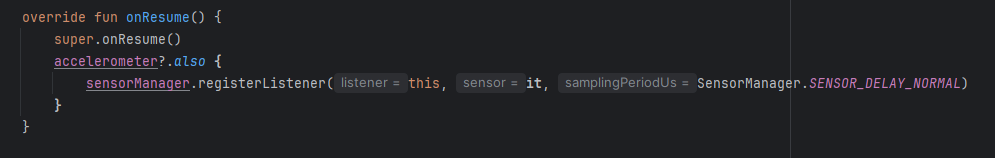 override fun onResume() {
super.onResume()
accelerometer?.also {
sensorManager.registerListener( listener = this, sensor = it, samplingPeriodUs = SensorManager.SENSOR_DELAY_NORMAL)
}
}